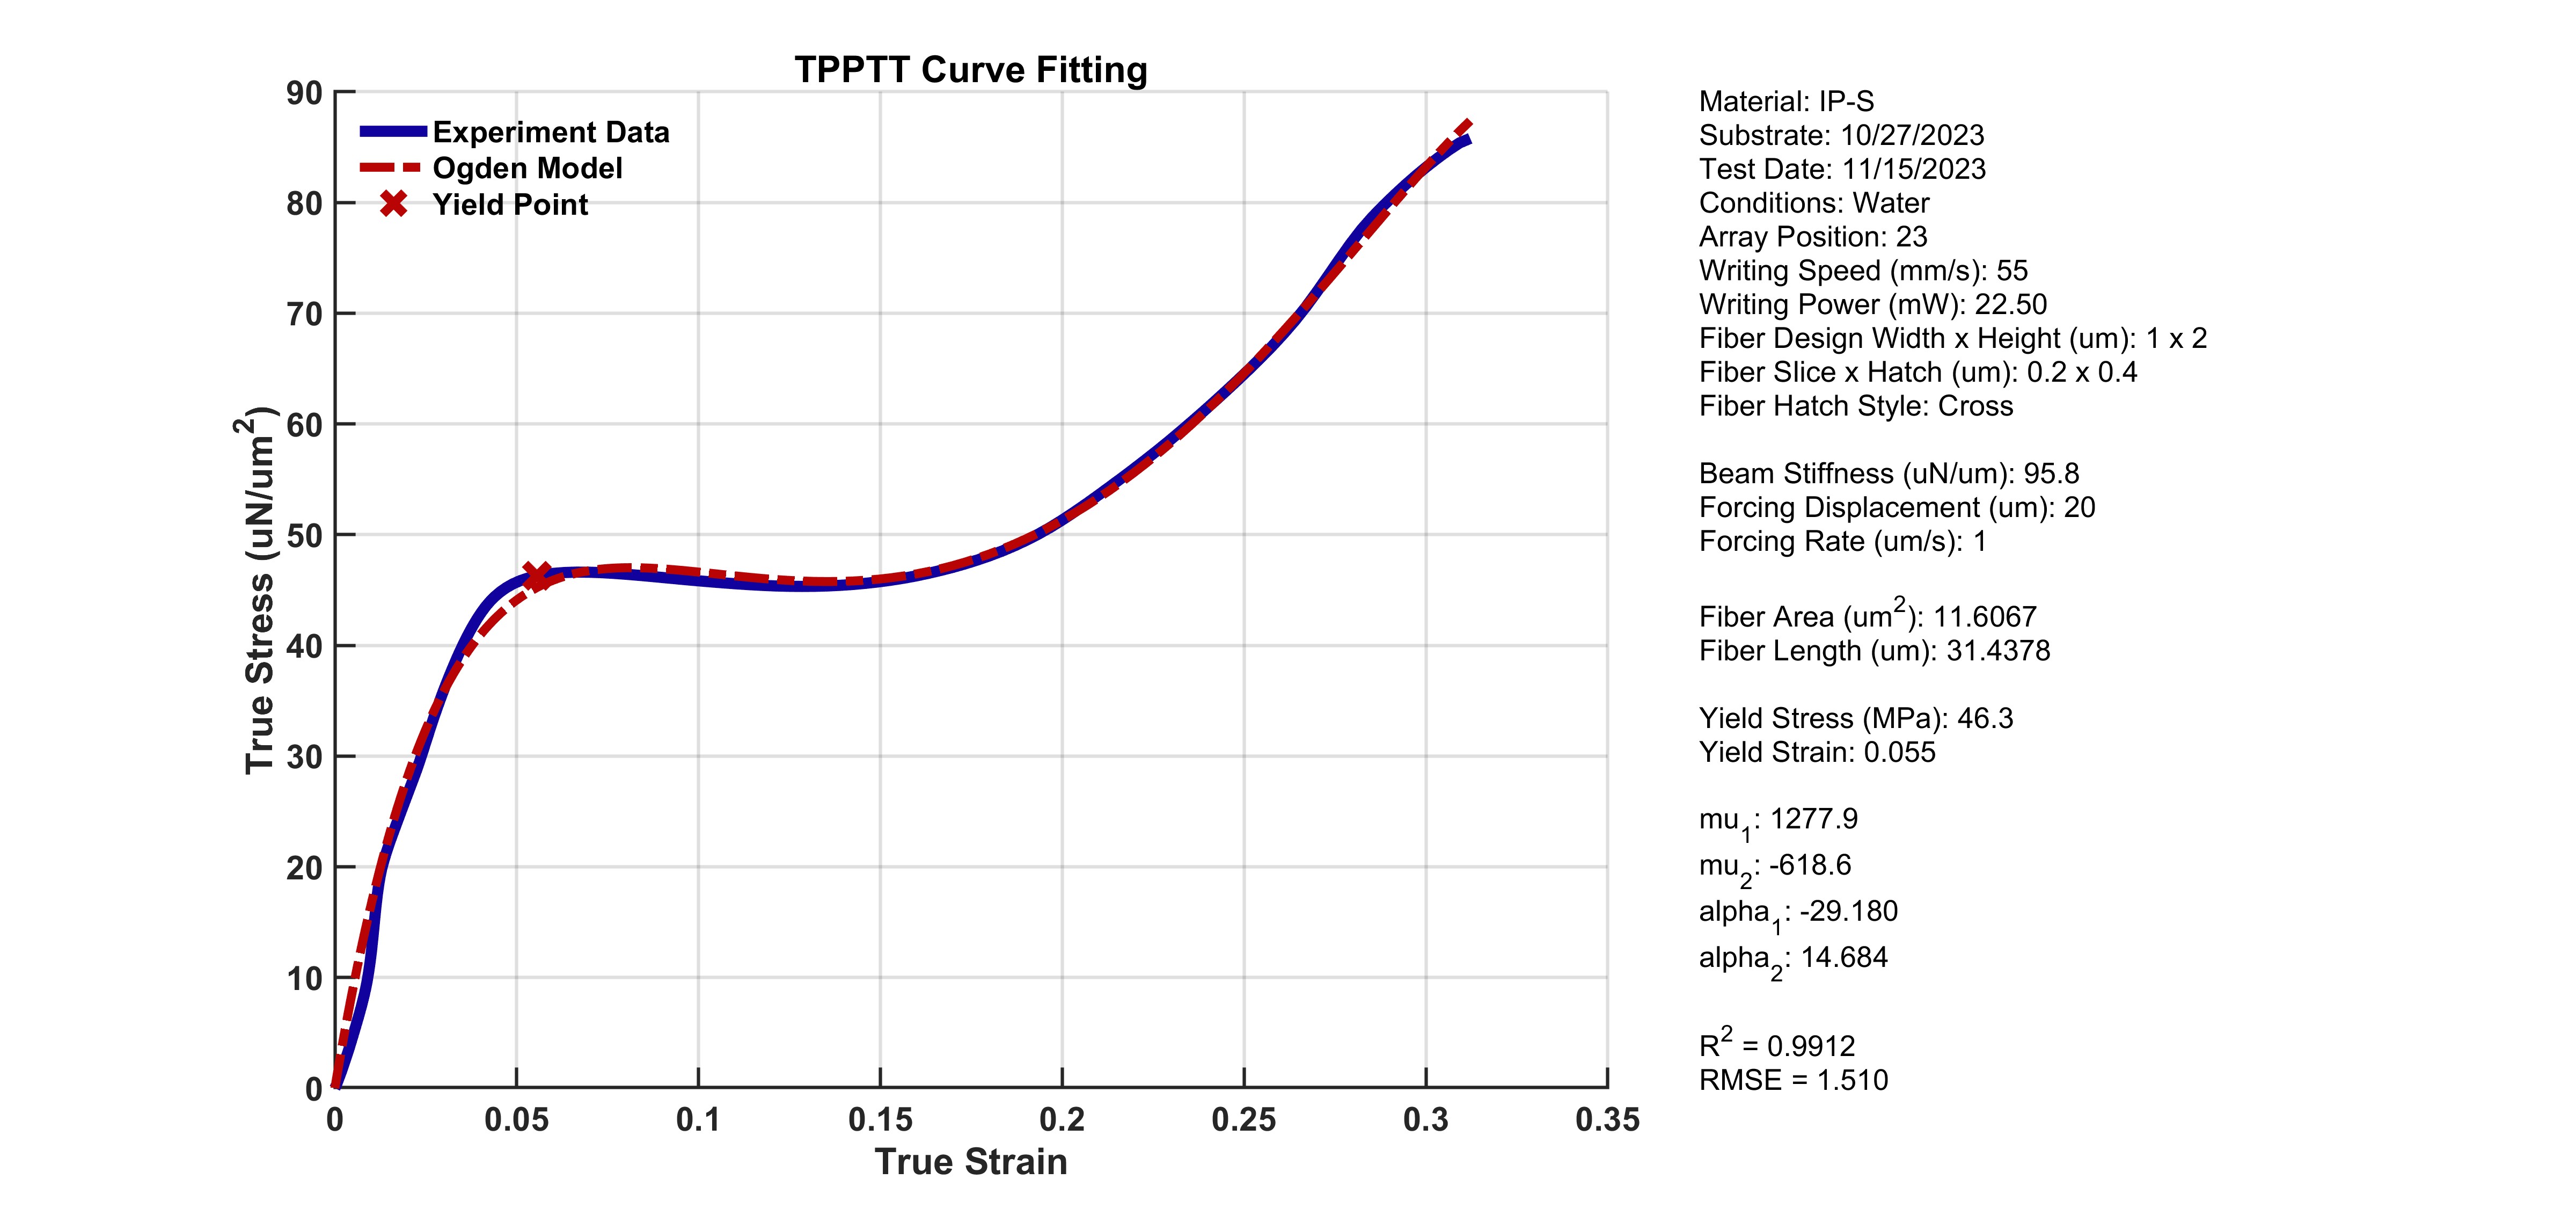 TPPTT Curve Fitting
90
80
70
60
50
40
30
20
10
0
True Stress (uN/um²)
Experiment Data
Ogden Model
Yield Point
0 0.05 0.1 0.15 0.2 0.25 0.3 0.35
True Strain
Material: IP-S
Substrate: 10/27/2023
Test Date: 11/15/2023
Conditions: Water
Array Position: 23
Writing Speed (mm/s): 55
Writing Power (mW): 22.50
Fiber Design Width x Height (um): 1 x 2
Fiber Slice x Hatch (um): 0.2 x 0.4
Fiber Hatch Style: Cross
Beam Stiffness (uN/um): 95.8
Forcing Displacement (um): 20
Forcing Rate (um/s): 1
Fiber Area (um²): 11.6067
Fiber Length (um): 31.4378
Yield Stress (MPa): 46.3
Yield Strain: 0.055
mu₁: 1277.9
mu₂: -618.6
alpha₁: -29.180
alpha₂: 14.684
R² = 0.9912
RMSE = 1.510